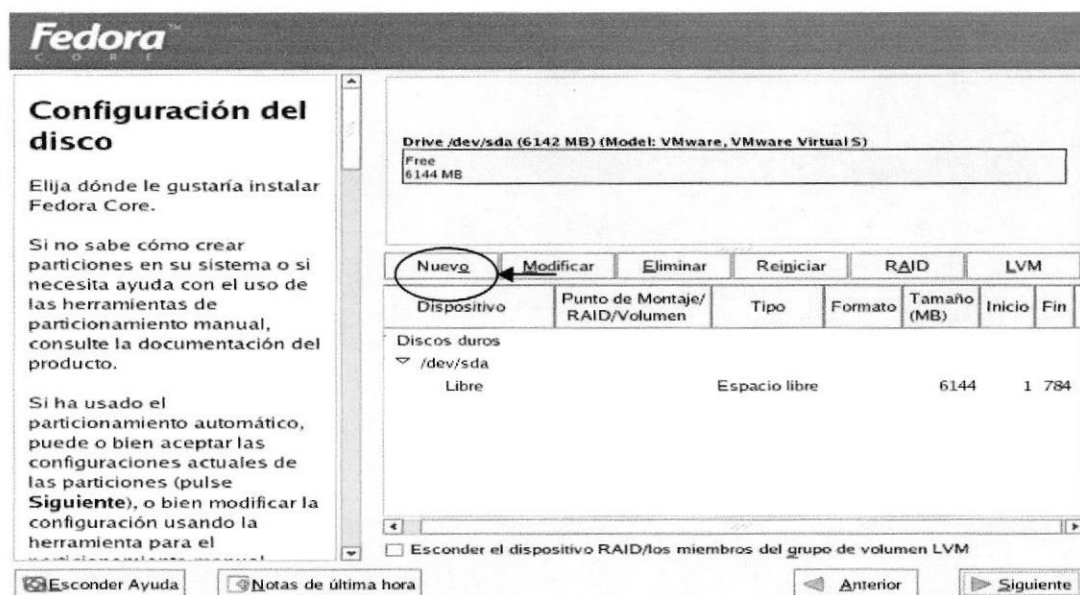 Fedora™
CORE
Configuración del
disco
Elija dónde le gustaría instalar
Fedora Core.
Si no sabe cómo crear
particiones en su sistema o si
necesita ayuda con el uso de
las herramientas de
particionamiento manual,
consulte la documentación del
producto.
Si ha usado el
particionamiento automático,
puede o bien aceptar las
configuraciones actuales de
las particiones (pulse
Siguiente), o bien modificar la
configuración usando la
herramienta para el
Drive /dev/sda (6142 MB) (Model: VMware, VMware Virtual S)
Free
6144 MB
Nuevo Modificar Eliminar Reiniciar RAID LVM
Dispositivo Punto de Montaje/ RAID/Volumen Tipo Formato Tamaño (MB) Inicio Fin
Discos duros
/dev/sda
Libre Espacio libre 6144 1 784
Esconder el dispositivo RAID/los miembros del grupo de volumen LVM
Esconder Ayuda Notas de última hora Anterior Siguiente